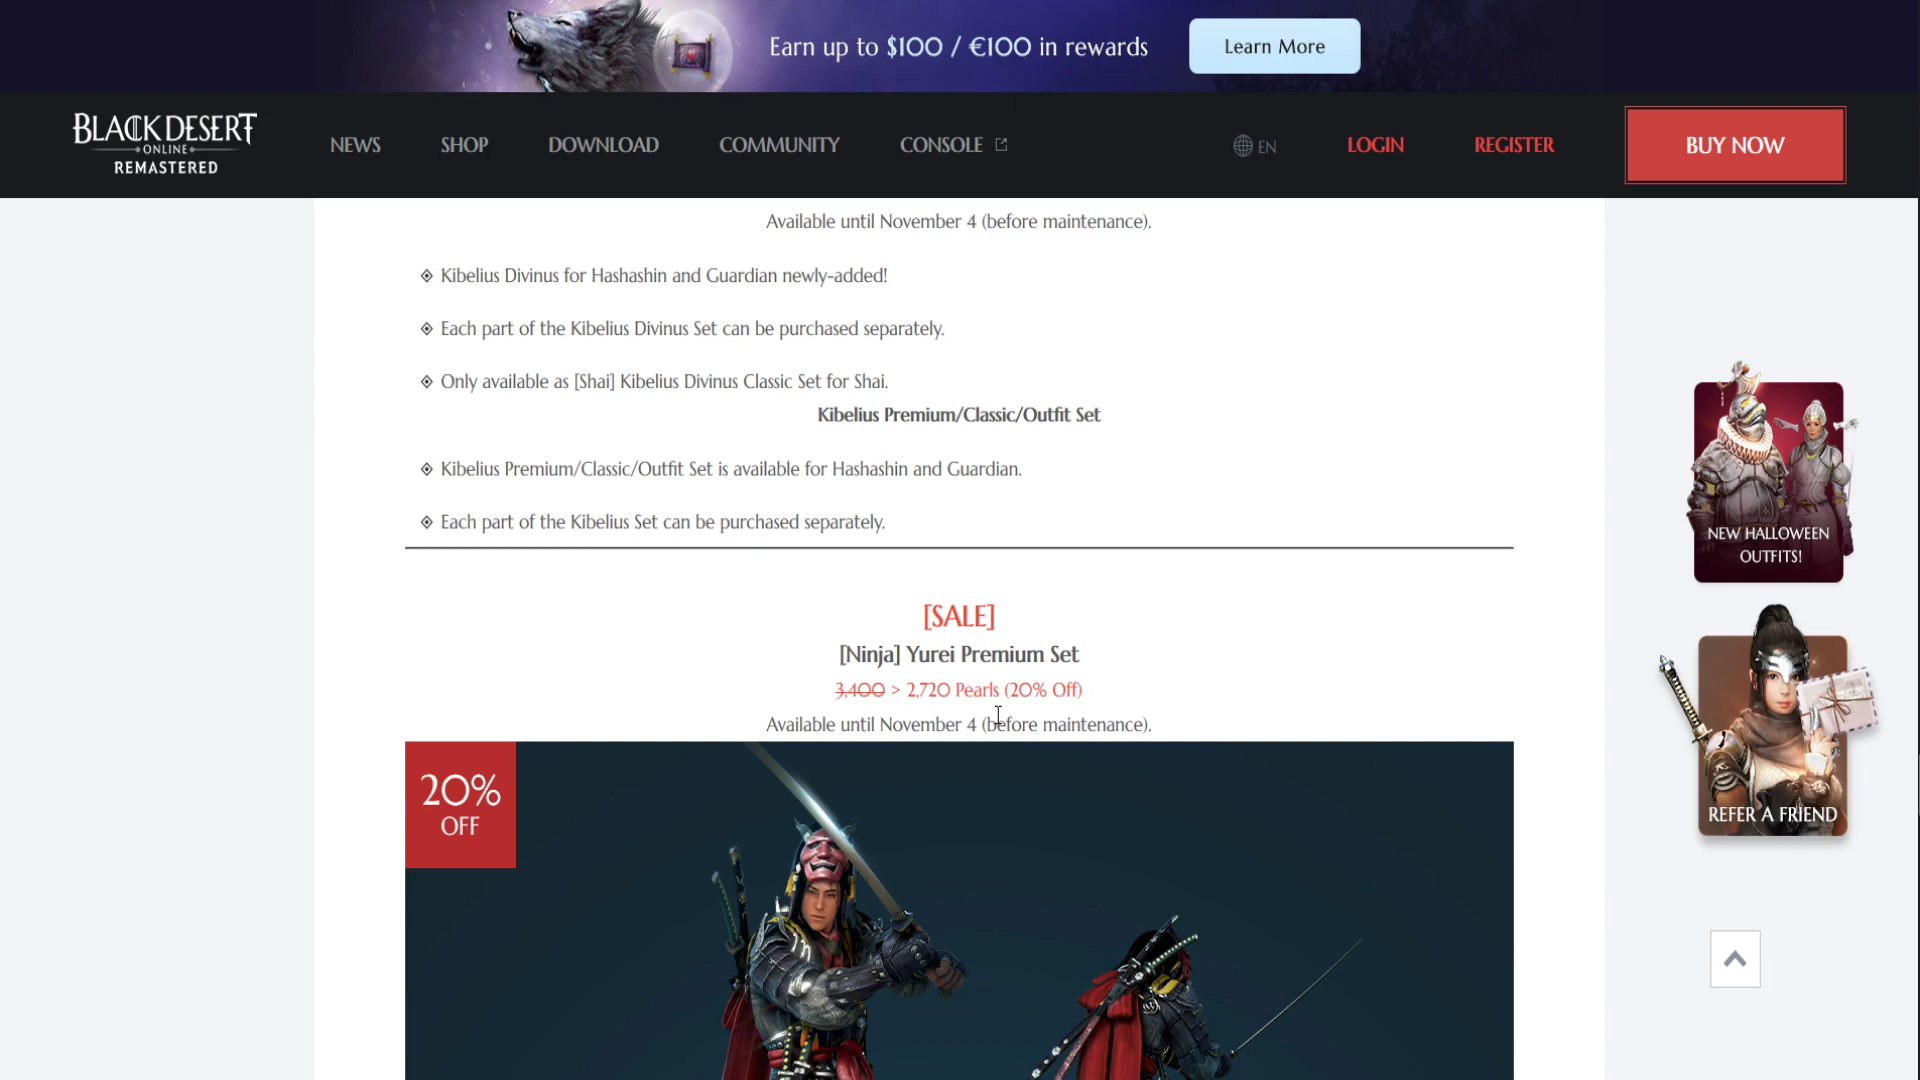 Earn up to $100 / €100 in rewards
Learn More
BLACK DESERT
ONLINE
REMASTERED
NEWS
SHOP
DOWNLOAD
COMMUNITY
CONSOLE
EN
LOGIN
REGISTER
BUY NOW
Available until November 4 (before maintenance).
Kibelius Divinus for Hashashin and Guardian newly-added!
Each part of the Kibelius Divinus Set can be purchased separately.
Only available as [Shai] Kibelius Divinus Classic Set for Shai.
Kibelius Premium/Classic/Outfit Set
Kibelius Premium/Classic/Outfit Set is available for Hashashin and Guardian.
Each part of the Kibelius Set can be purchased separately.
[SALE]
[Ninja] Yurei Premium Set
3,400 > 2,720 Pearls (20% Off)
Available until November 4 (before maintenance).
20%
OFF
NEW HALLOWEEN
OUTFITS!
REFER A FRIEND